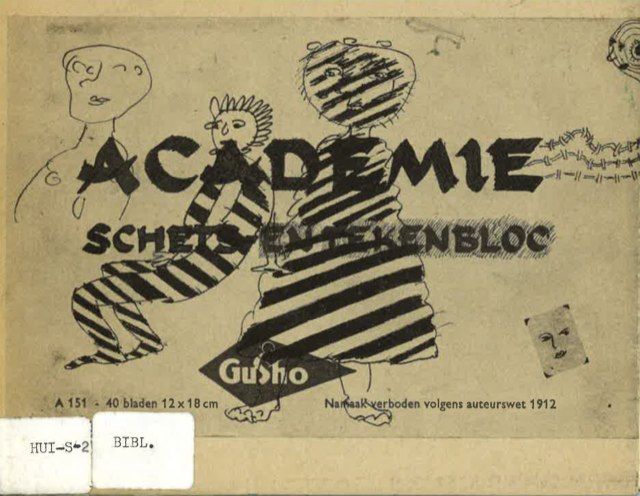 ACADEMIE
SCHETS- EN TEKENBLOC
Gusho
A 151 - 40 bladen 12 x 18 cm
Namaak verboden volgens auteurswet 1912
HUI-S-2
BIBL.